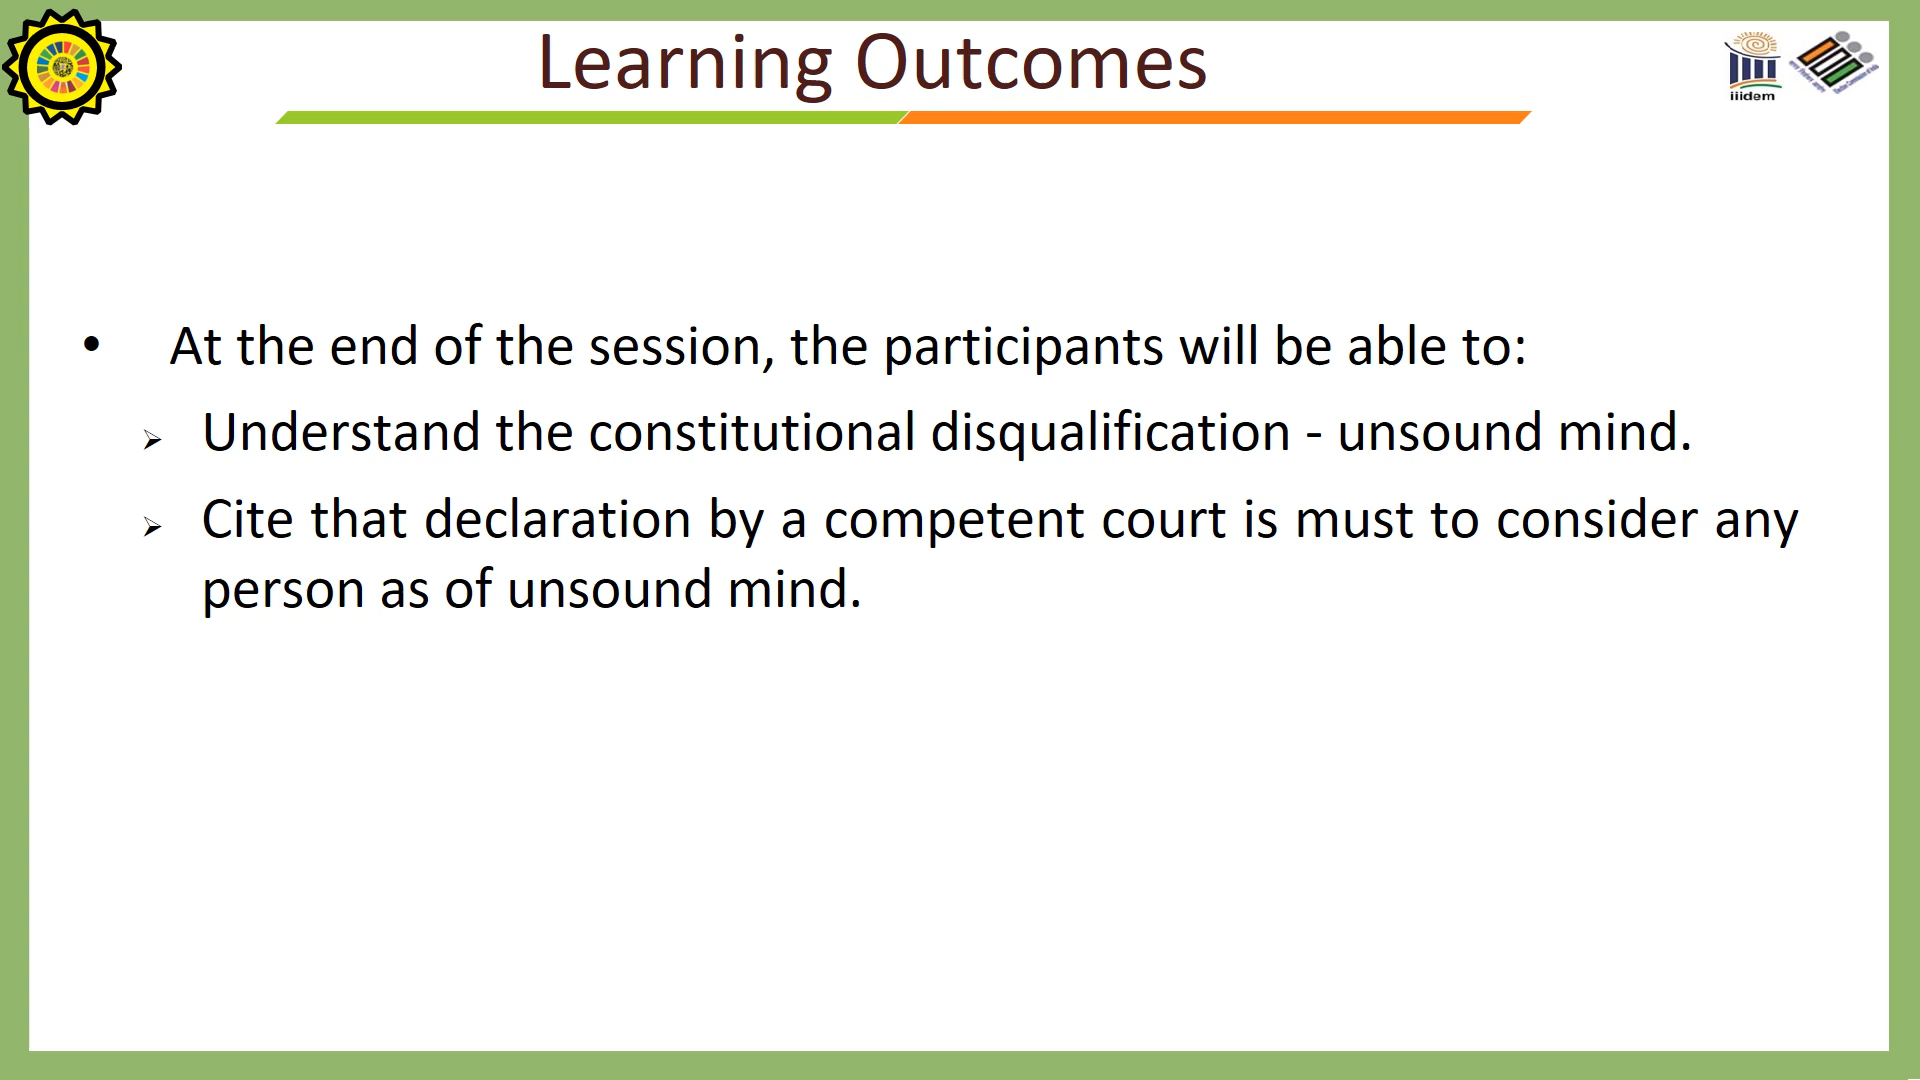 Learning Outcomes
iiidem
• At the end of the session, the participants will be able to:
➢ Understand the constitutional disqualification - unsound mind.
➢ Cite that declaration by a competent court is must to consider any
person as of unsound mind.